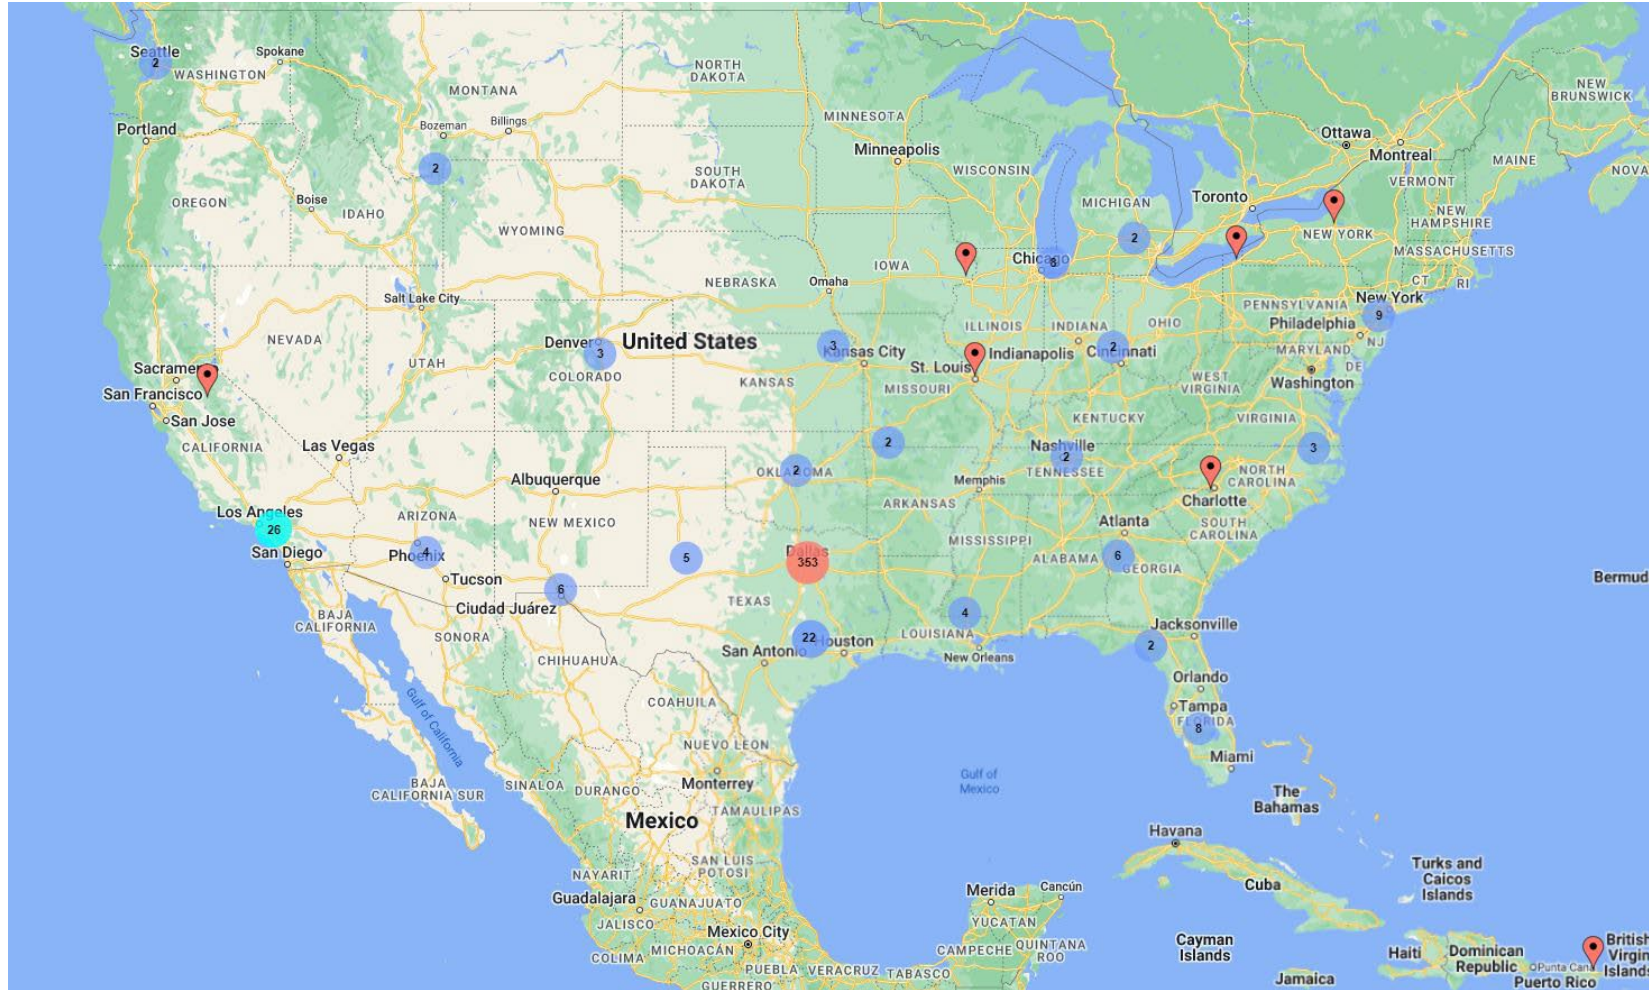 Seattle
2
Spokane
WASHINGTON
MONTANA
NORTH
DAKOTA
MINNESOTA
NEW
BRUNSWICK
Portland
Bozeman
Billings
Minneapolis
Ottawa
Montreal
MAINE
NOVA
2
SOUTH
DAKOTA
WISCONSIN
VERMONT
OREGON
Boise
IDAHO
MICHIGAN
Toronto
NEW
HAMPSHIRE
WYOMING
2
NEW YORK
MASSACHUSETTS
IOWA
Chicago
NEBRASKA
Omaha
CT
RI
Salt Lake City
PENNSYLVANIA
New York
9
NEVADA
Denver
3
United States
3
Kansas City
ILLINOIS
INDIANA
OHIO
Philadelphia
NJ
Indianapolis
2
Cincinnati
MARYLAND
DE
Sacramento
UTAH
COLORADO
KANSAS
St. Louis
MISSOURI
WEST
VIRGINIA
Washington
San Francisco
San Jose
KENTUCKY
VIRGINIA
CALIFORNIA
Las Vegas
2
Nashville
2
TENNESSEE
3
Albuquerque
OKLAHOMA
2
Memphis
NORTH
CAROLINA
Charlotte
Los Angeles
26
ARIZONA
NEW MEXICO
ARKANSAS
Atlanta
SOUTH
CAROLINA
San Diego
Phoenix
4
5
Dallas
353
MISSISSIPPI
ALABAMA
6
GEORGIA
Tucson
6
Bermud
Ciudad Juárez
TEXAS
4
BAJA
CALIFORNIA
SONORA
22
Houston
LOUISIANA
Jacksonville
San Antonio
New Orleans
2
CHIHUAHUA
Orlando
Gulf of California
COAHUILA
Tampa
FLORIDA
8
NUEVO LEON
Miami
BAJA
CALIFORNIA SUR
SINALOA
DURANGO
Monterrey
Gulf of
Mexico
The
Bahamas
Mexico
TAMAULIPAS
Havana
SAN LUIS
POTOSI
NAYARIT
Turks and
Caicos
Islands
Guadalajara
GUANAJUATO
Merida
Cancún
Cuba
JALISCO
Mexico City
YUCATAN
COLIMA
MICHOACÁN
CAMPECHE
QUINTANA
ROO
Cayman
Islands
Haiti
Dominican
Republic
Punta Cana
British
Virgin
Islands
PUEBLA
VERACRUZ
TABASCO
GUERRERO
Jamaica
Puerto Rico